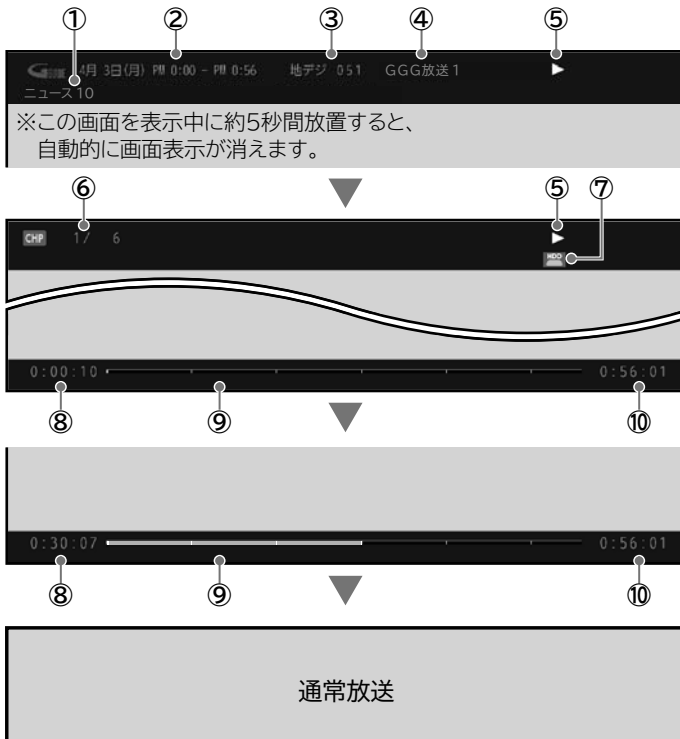 ① ② ③ ④ ⑤
G GUIDE 4月 3日(月) PM 0:00 - PM 0:56 地デジ 051 GGG放送1 ▶
ニュース10
※この画面を表示中に約5秒間放置すると、
自動的に画面表示が消えます。
⑥ ⑤ ⑦
CHP 1/ 6 ▶
HDD
0:00:10 0:56:01
⑧ ⑨ ⑩
0:30:07 0:56:01
⑧ ⑨ ⑩
通常放送